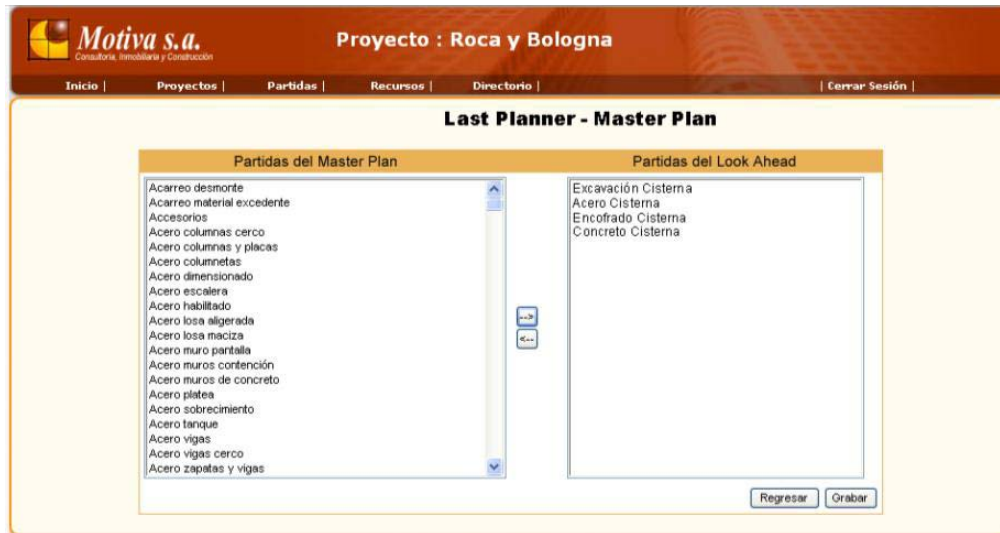 Motiva s.a.
Consultoria, Inmobiliaria y Construcción
Proyecto : Roca y Bologna
Inicio | Proyectos | Partidas | Recursos | Directorio | | Cerrar Sesión |
Last Planner - Master Plan
Partidas del Master Plan
Acarreo desmonte
Acarreo material excedente
Accesorios
Acero columnas cerco
Acero columnas y placas
Acero columnetas
Acero dimensionado
Acero escalera
Acero habilitado
Acero losa aligerada
Acero losa maciza
Acero muro pantalla
Acero muros contención
Acero muros de concreto
Acero platea
Acero sobrecimiento
Acero tanque
Acero vigas
Acero vigas cerco
Acero zapatas y vigas
-->
<--
Partidas del Look Ahead
Excavación Cisterna
Acero Cisterna
Encofrado Cisterna
Concreto Cisterna
Regresar Grabar